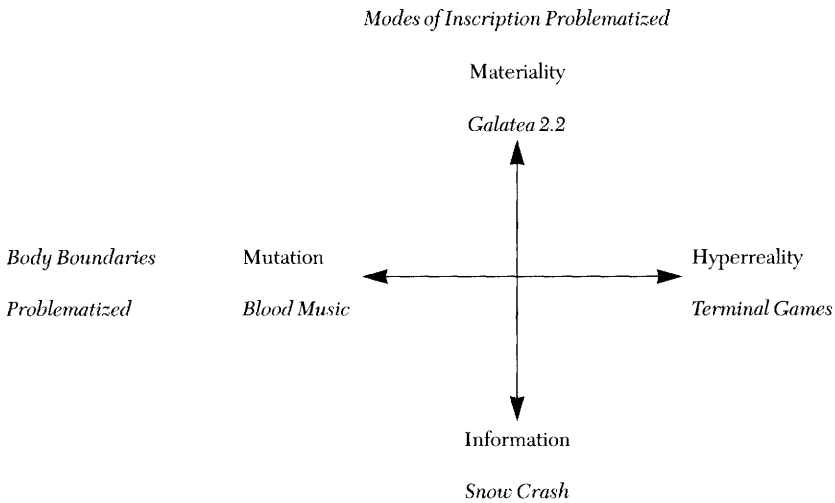 Modes of Inscription Problematized
Materiality
Galatea 2.2
Body Boundaries
Problematized
Mutation
Blood Music
Hyperreality
Terminal Games
Information
Snow Crash